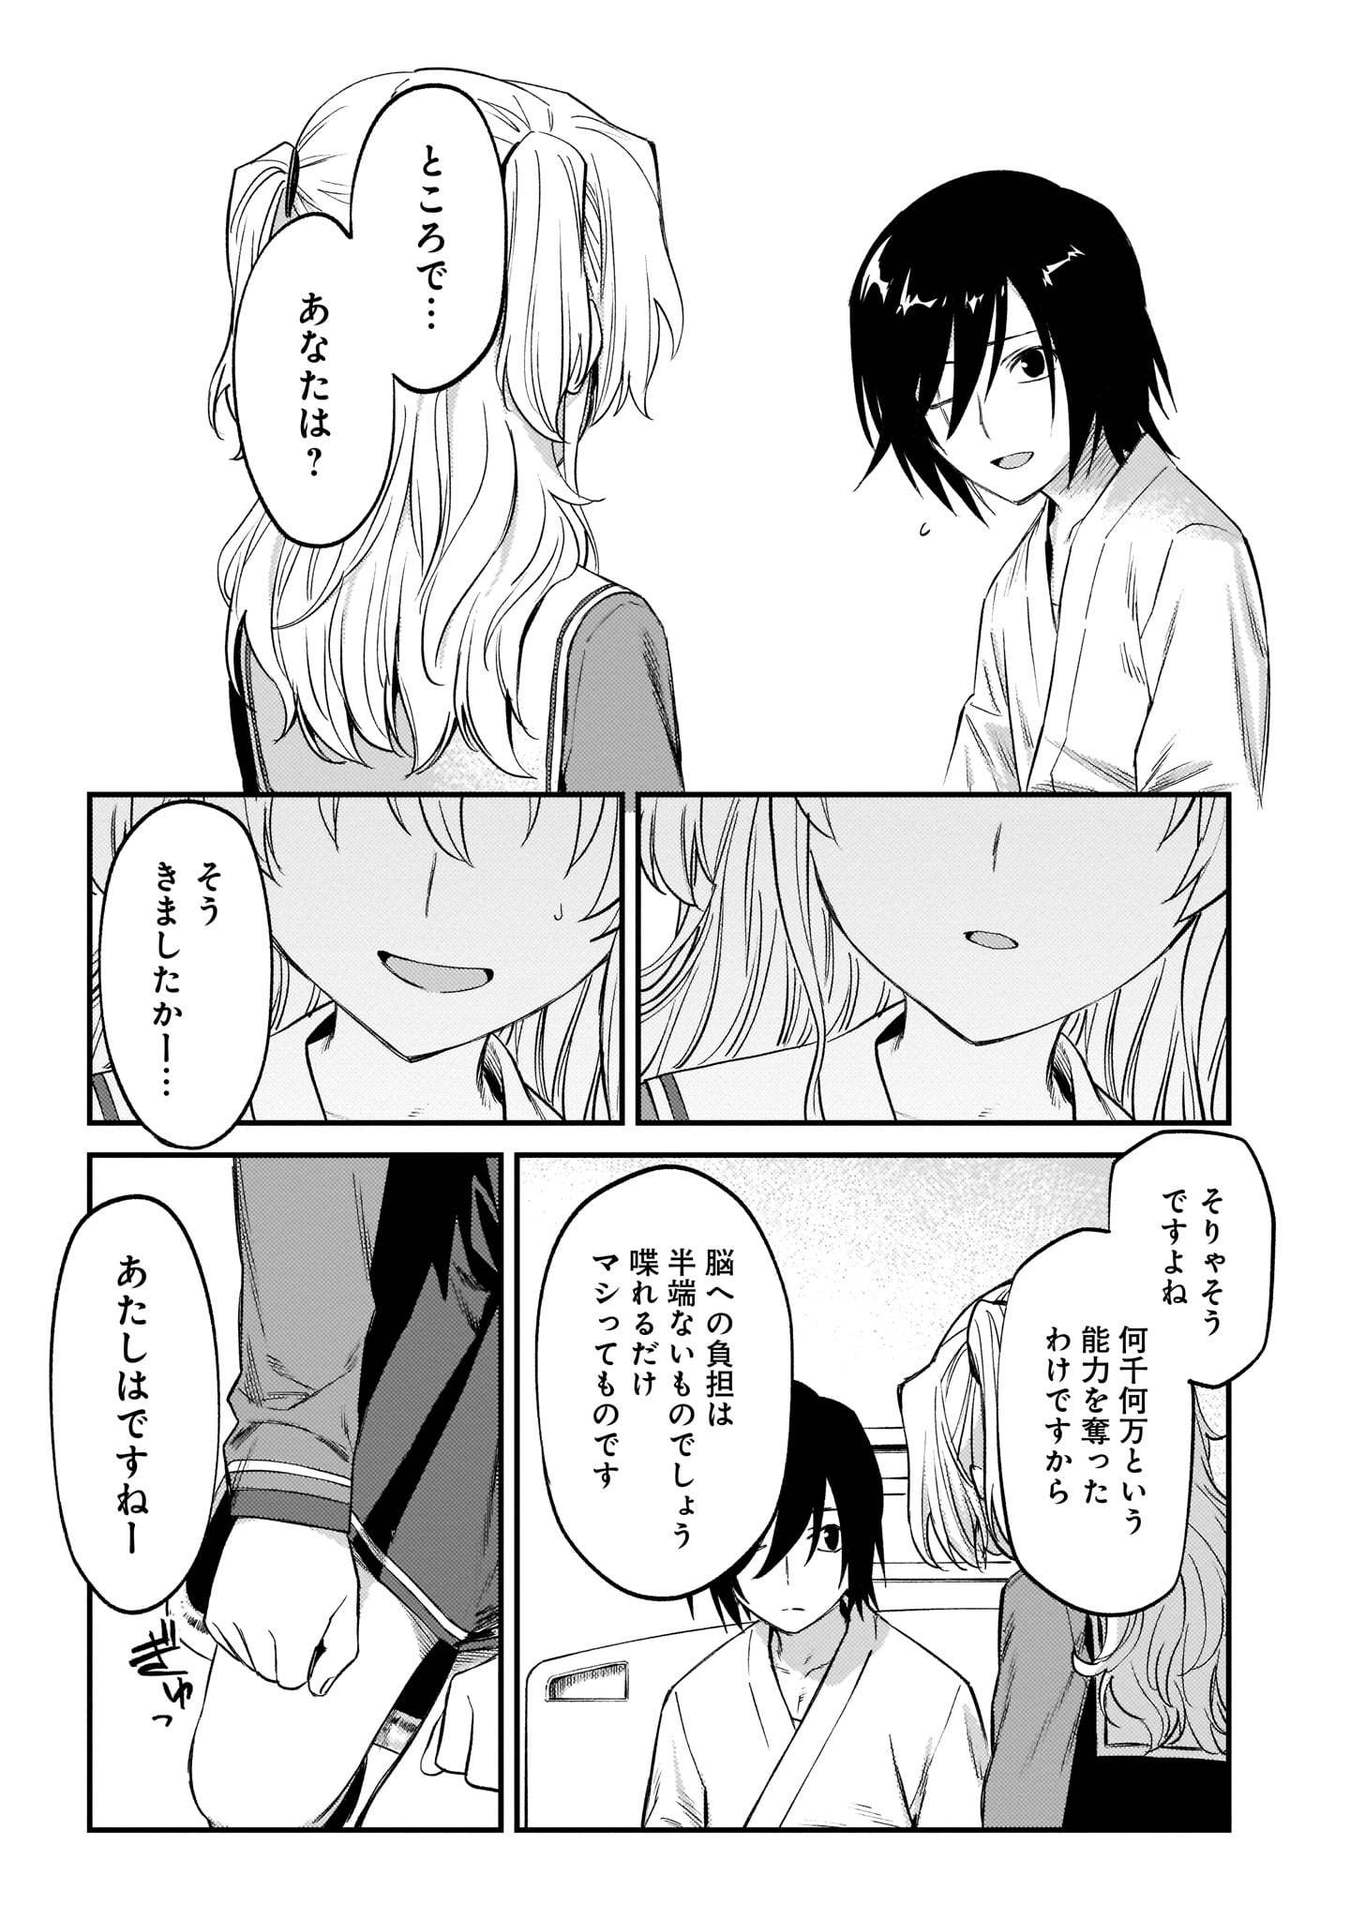 ところで…
あなたは？
そう
きましたかー…
そりゃそう
ですよね
何千何万という
能力を奪った
わけですから
脳への負担は
半端ないものでしょう
喋れるだけ
マシってものです
あたしはですねー
ぎゅっ